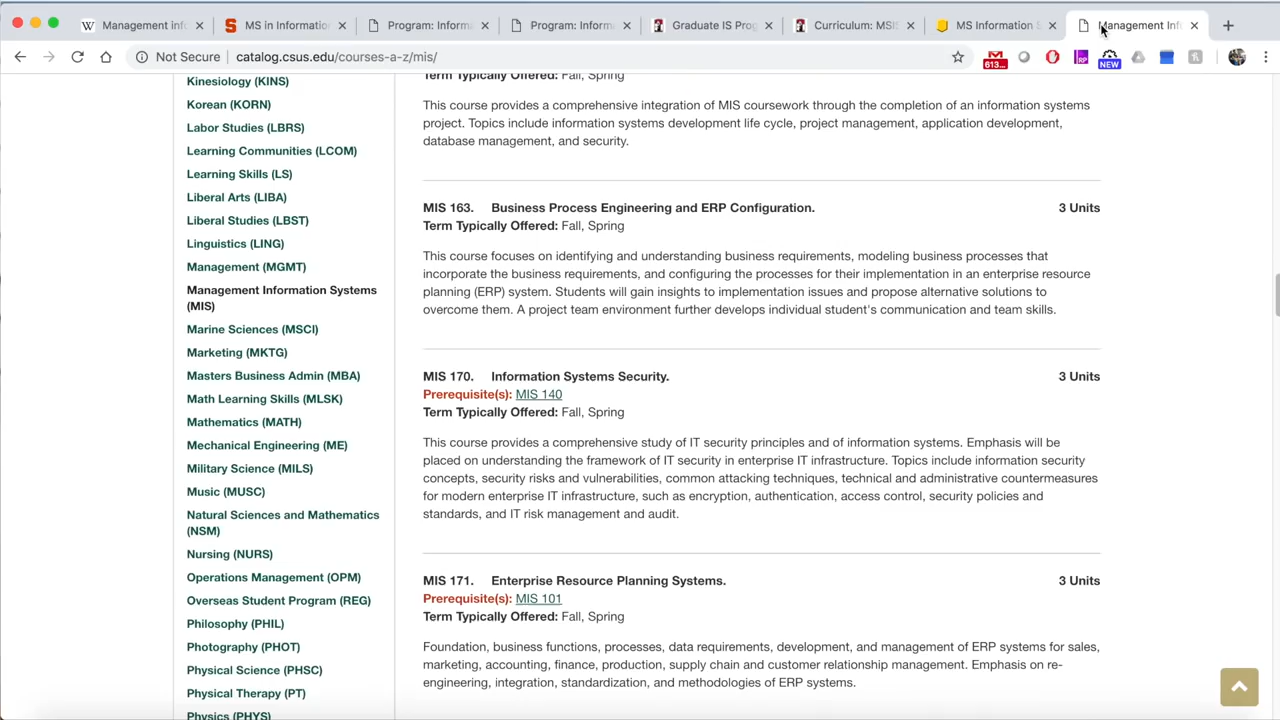 Management inf
MS in Information
Program: Inform
Program: Inform
Graduate IS Prog
Curriculum: MSIS
MS Information S
Management Inf
Not Secure
catalog.csus.edu/courses-a-z/mis/
613...
RP
NEW
Kinesiology (KINS)
Korean (KORN)
Labor Studies (LBRS)
Learning Communities (LCOM)
Learning Skills (LS)
Liberal Arts (LIBA)
Liberal Studies (LBST)
Linguistics (LING)
Management (MGMT)
Management Information Systems
(MIS)
Marine Sciences (MSCI)
Marketing (MKTG)
Masters Business Admin (MBA)
Math Learning Skills (MLSK)
Mathematics (MATH)
Mechanical Engineering (ME)
Military Science (MILS)
Music (MUSC)
Natural Sciences and Mathematics
(NSM)
Nursing (NURS)
Operations Management (OPM)
Overseas Student Program (REG)
Philosophy (PHIL)
Photography (PHOT)
Physical Science (PHSC)
Physical Therapy (PT)
Physics (PHYS)
Term Typically Offered: Fall, Spring
This course provides a comprehensive integration of MIS coursework through the completion of an information systems
project. Topics include information systems development life cycle, project management, application development,
database management, and security.
MIS 163. Business Process Engineering and ERP Configuration. 3 Units
Term Typically Offered: Fall, Spring
This course focuses on identifying and understanding business requirements, modeling business processes that
incorporate the business requirements, and configuring the processes for their implementation in an enterprise resource
planning (ERP) system. Students will gain insights to implementation issues and propose alternative solutions to
overcome them. A project team environment further develops individual student's communication and team skills.
MIS 170. Information Systems Security. 3 Units
Prerequisite(s): MIS 140
Term Typically Offered: Fall, Spring
This course provides a comprehensive study of IT security principles and of information systems. Emphasis will be
placed on understanding the framework of IT security in enterprise IT infrastructure. Topics include information security
concepts, security risks and vulnerabilities, common attacking techniques, technical and administrative countermeasures
for modern enterprise IT infrastructure, such as encryption, authentication, access control, security policies and
standards, and IT risk management and audit.
MIS 171. Enterprise Resource Planning Systems. 3 Units
Prerequisite(s): MIS 101
Term Typically Offered: Fall, Spring
Foundation, business functions, processes, data requirements, development, and management of ERP systems for sales,
marketing, accounting, finance, production, supply chain and customer relationship management. Emphasis on re-
engineering, integration, standardization, and methodologies of ERP systems.